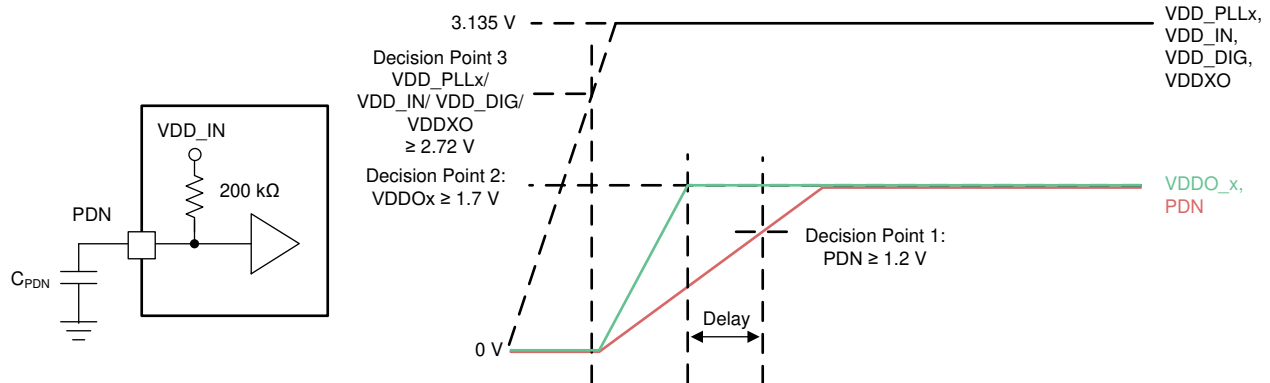 3.135 V
VDD_PLLx,
VDD_IN,
VDD_DIG,
VDDXO
Decision Point 3
VDD_PLLx/
VDD_IN/ VDD_DIG/
VDDXO
≥ 2.72 V
VDD_IN
200 kΩ
PDN
CPDN
Decision Point 2:
VDDOx ≥ 1.7 V
VDDO_x,
PDN
Decision Point 1:
PDN ≥ 1.2 V
Delay
0 V